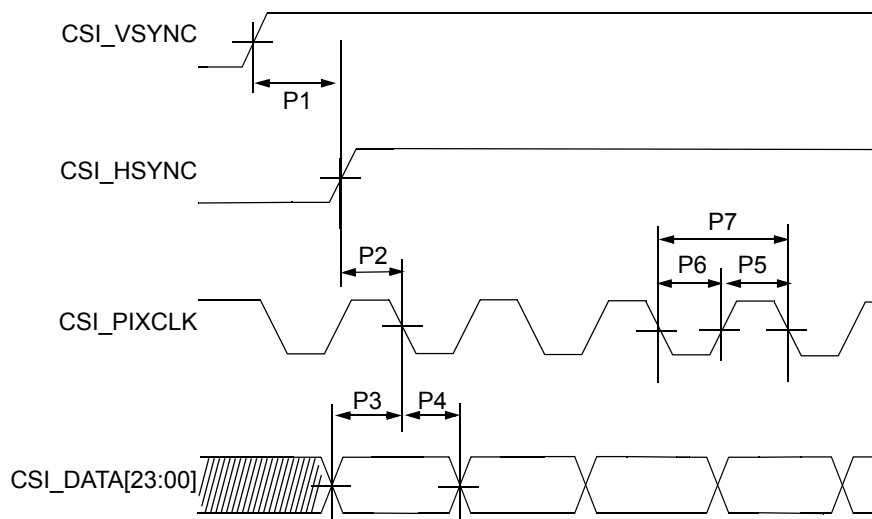 CSI_VSYNC
P1
CSI_HSYNC
P7
P2
P6
P5
CSI_PIXCLK
P3
P4
CSI_DATA[23:00]